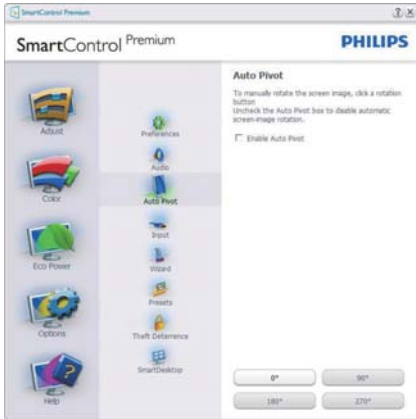 SmartControl Premium
SmartControl Premium
PHILIPS
Adjust
Color
Eco Power
Options
Help
Preferences
Audio
Auto Pivot
Input
Wizard
Presets
Theft Deterrence
SmartDesktop
Auto Pivot
To manually rotate the screen image, click a rotation
button
Uncheck the Auto Pivot box to disable automatic
screen-image rotation.
Enable Auto Pivot
0°
90°
180°
270°